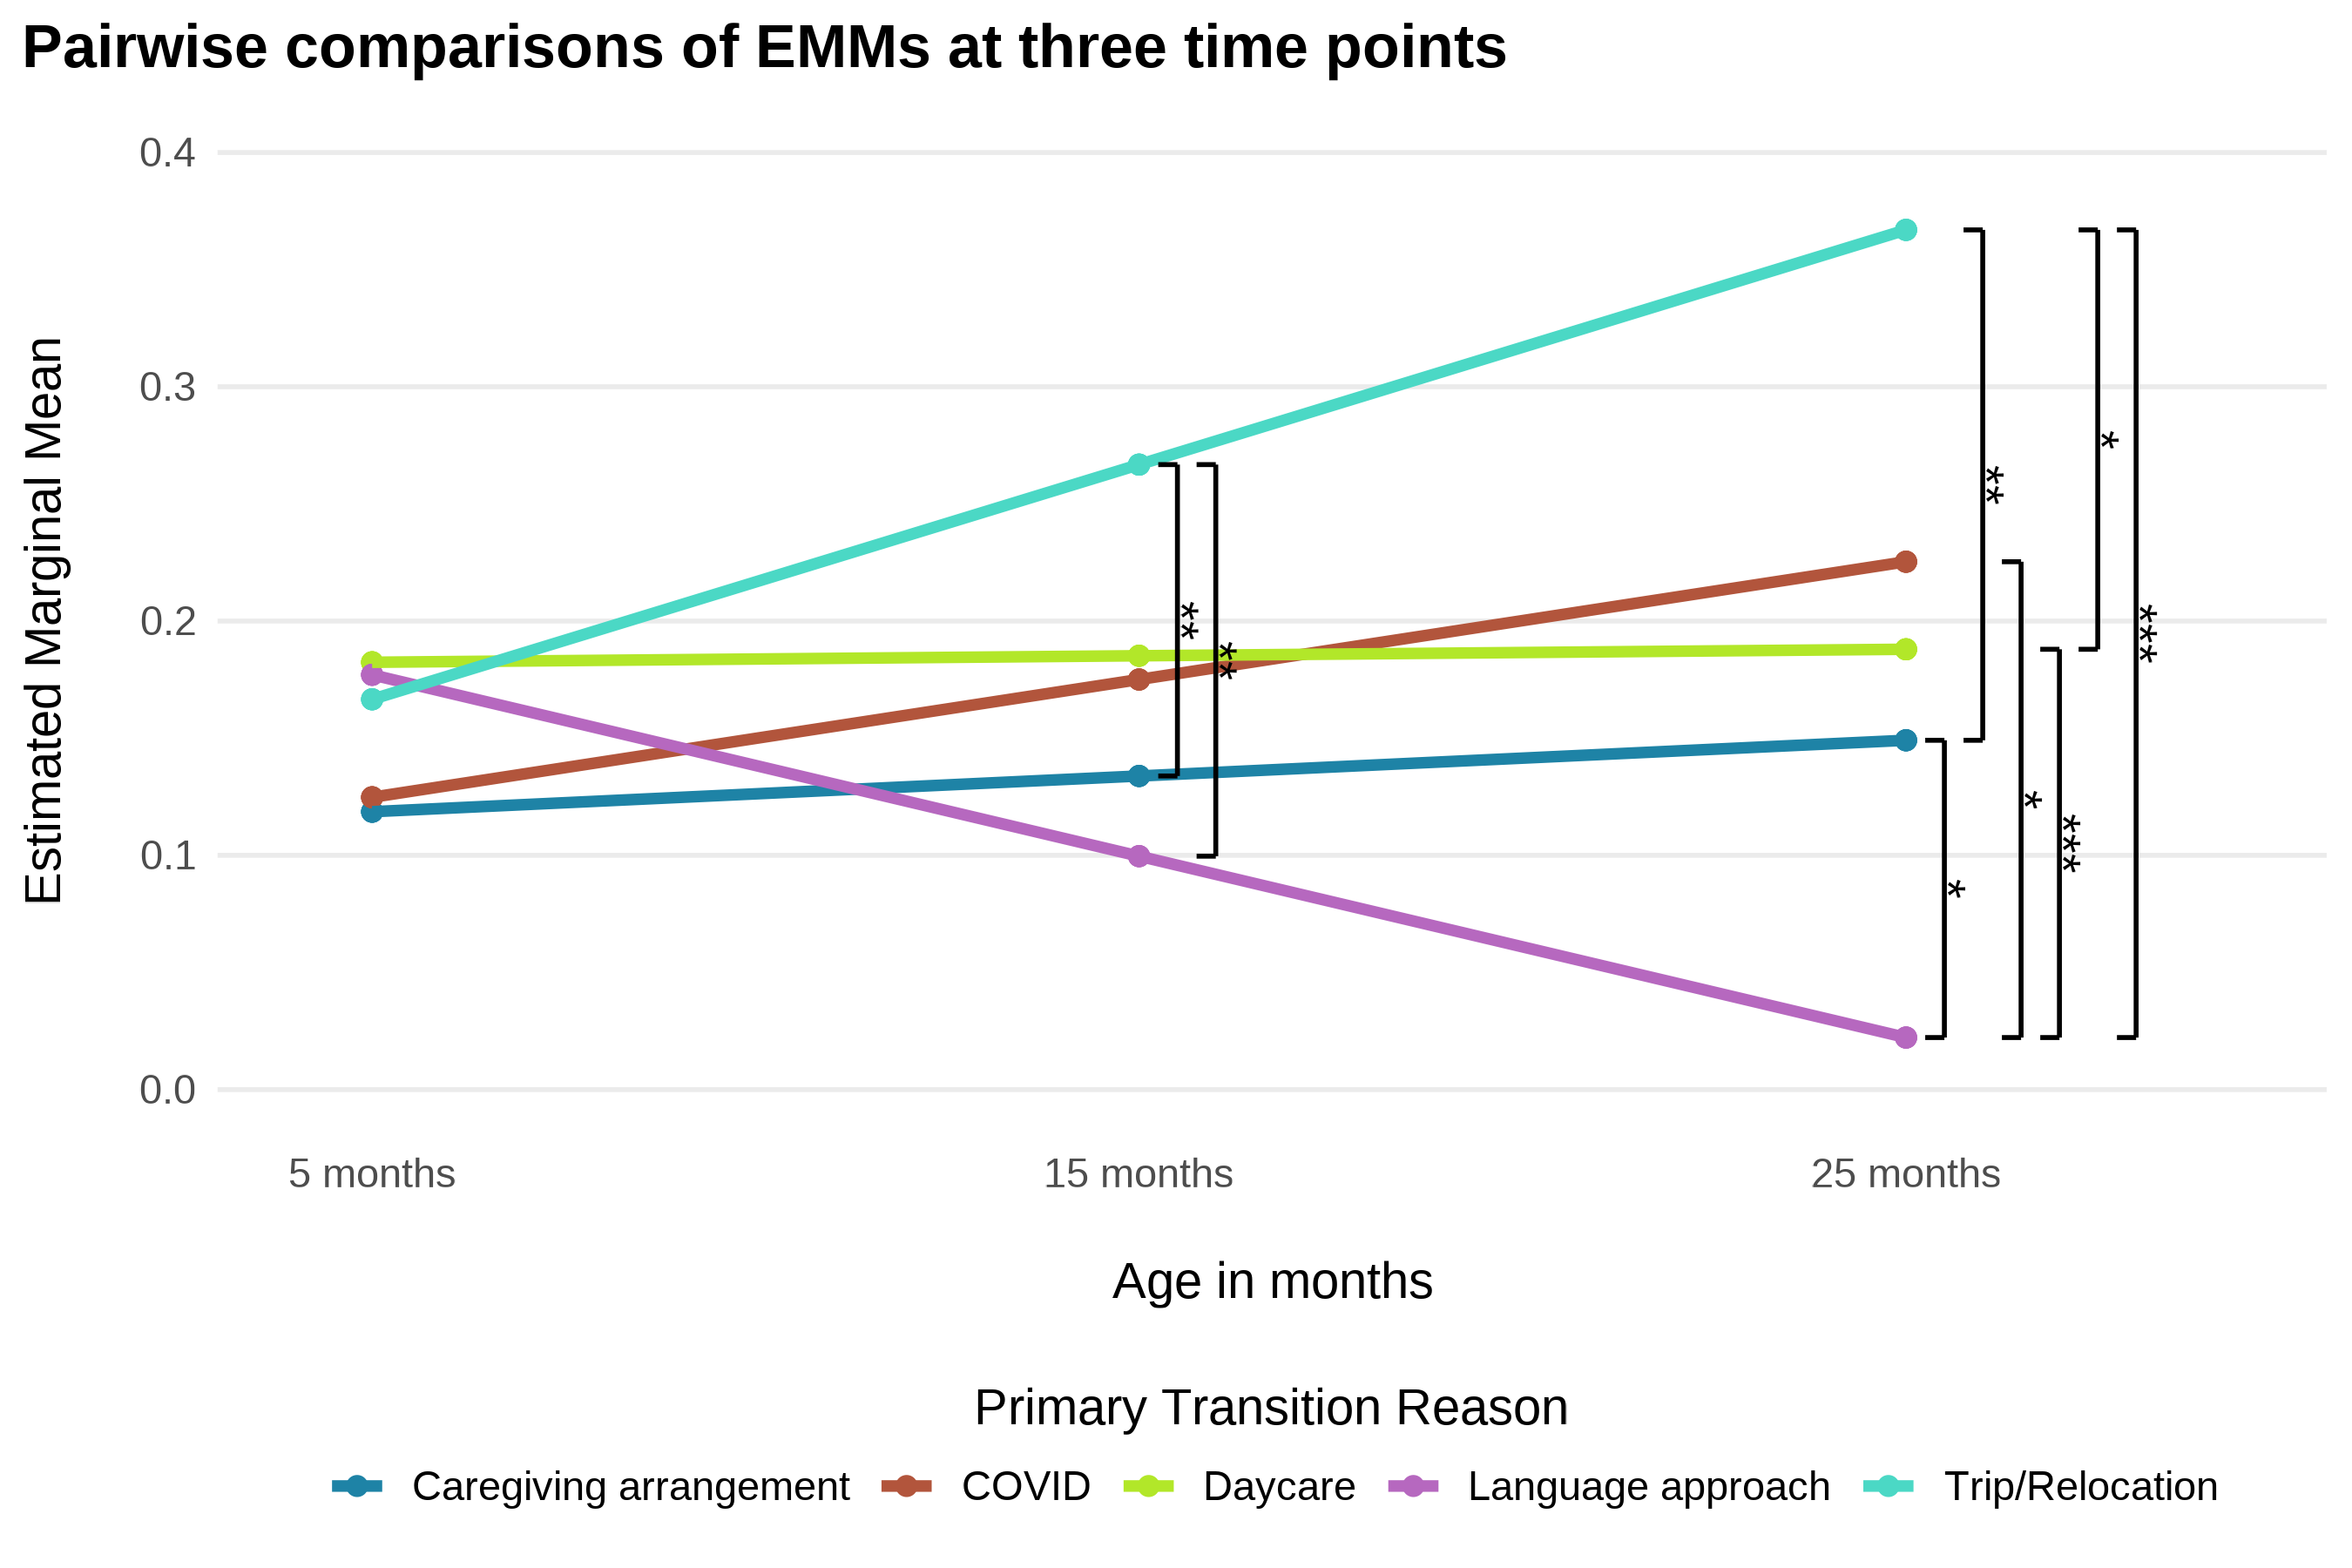 Pairwise comparisons of EMMs at three time points
Estimated Marginal Mean
0.4
0.3
0.2
0.1
0.0
**
**
*
**
*
***
*
***
5 months 15 months 25 months
Age in months
Primary Transition Reason
Caregiving arrangement COVID Daycare Language approach Trip/Relocation